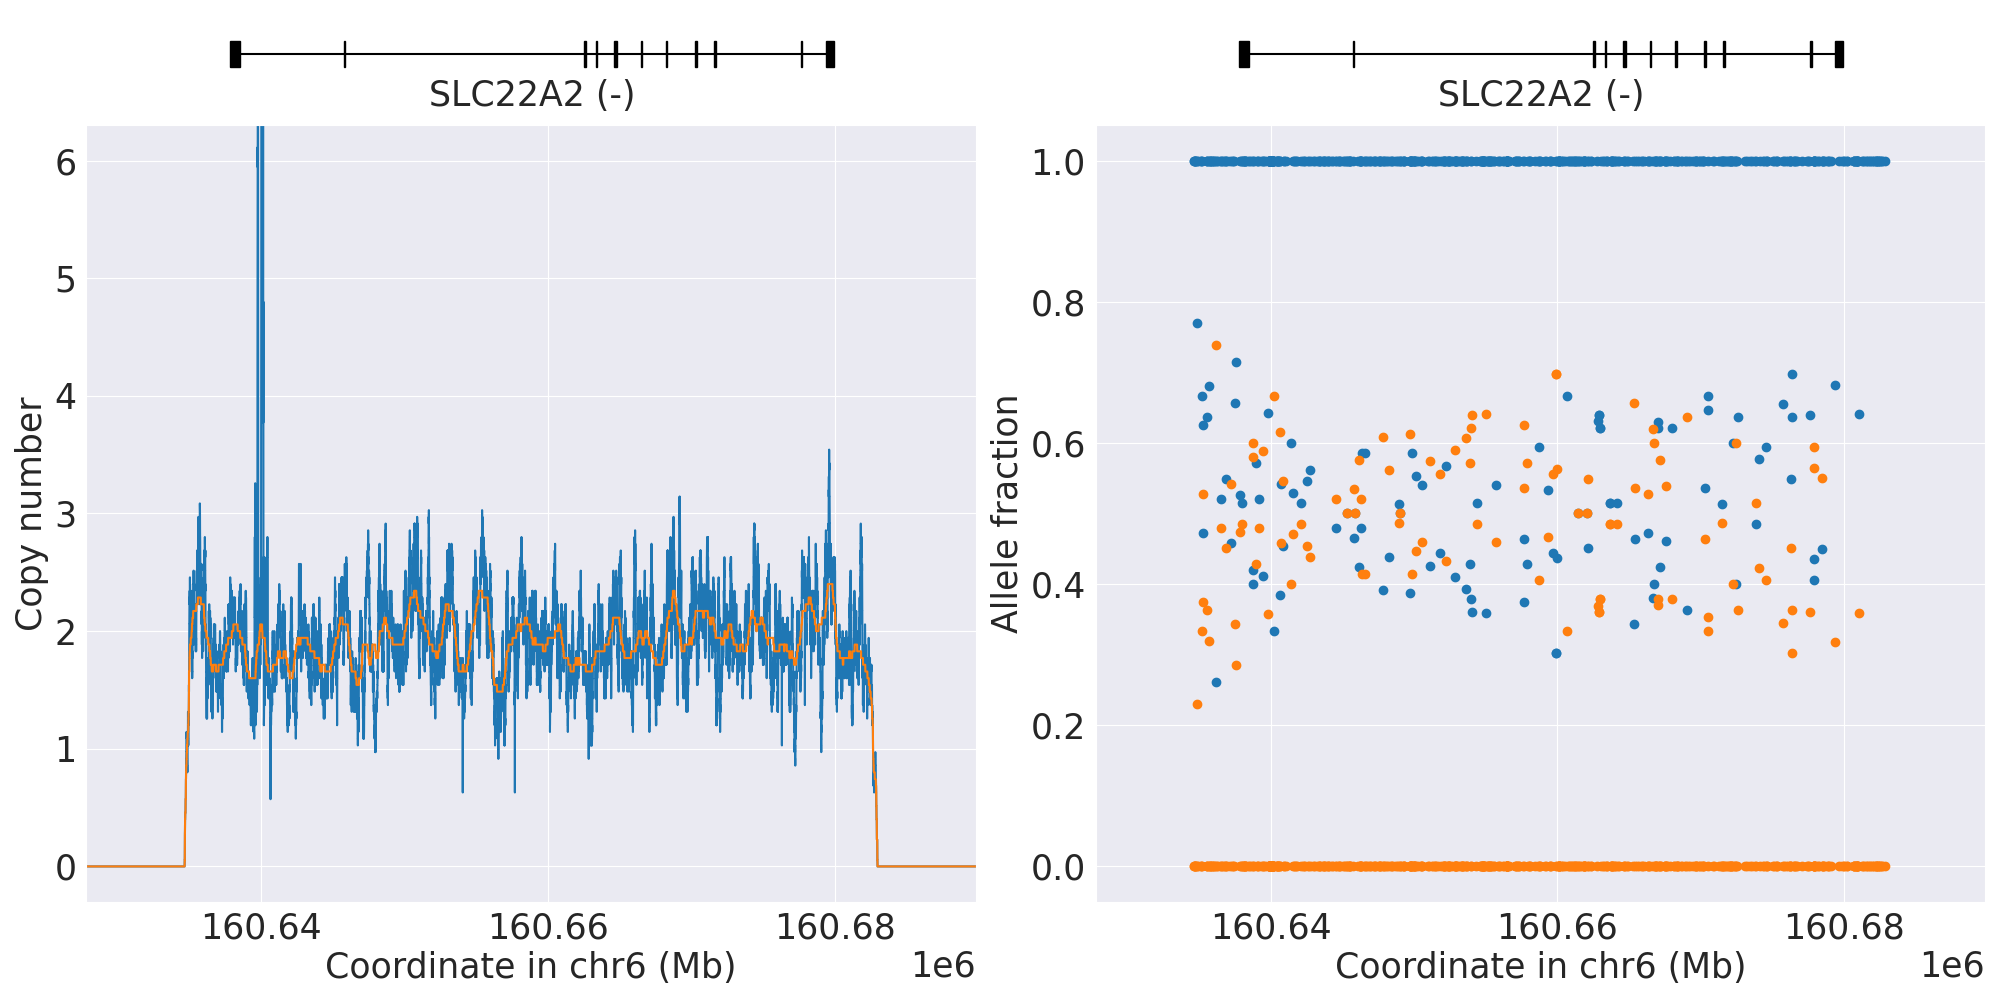 SLC22A2 (-)
Copy number
6
5
4
3
2
1
0
160.64
160.66
160.68
Coordinate in chr6 (Mb)
1e6
SLC22A2 (-)
Allele fraction
1.0
0.8
0.6
0.4
0.2
0.0
160.64
160.66
160.68
Coordinate in chr6 (Mb)
1e6